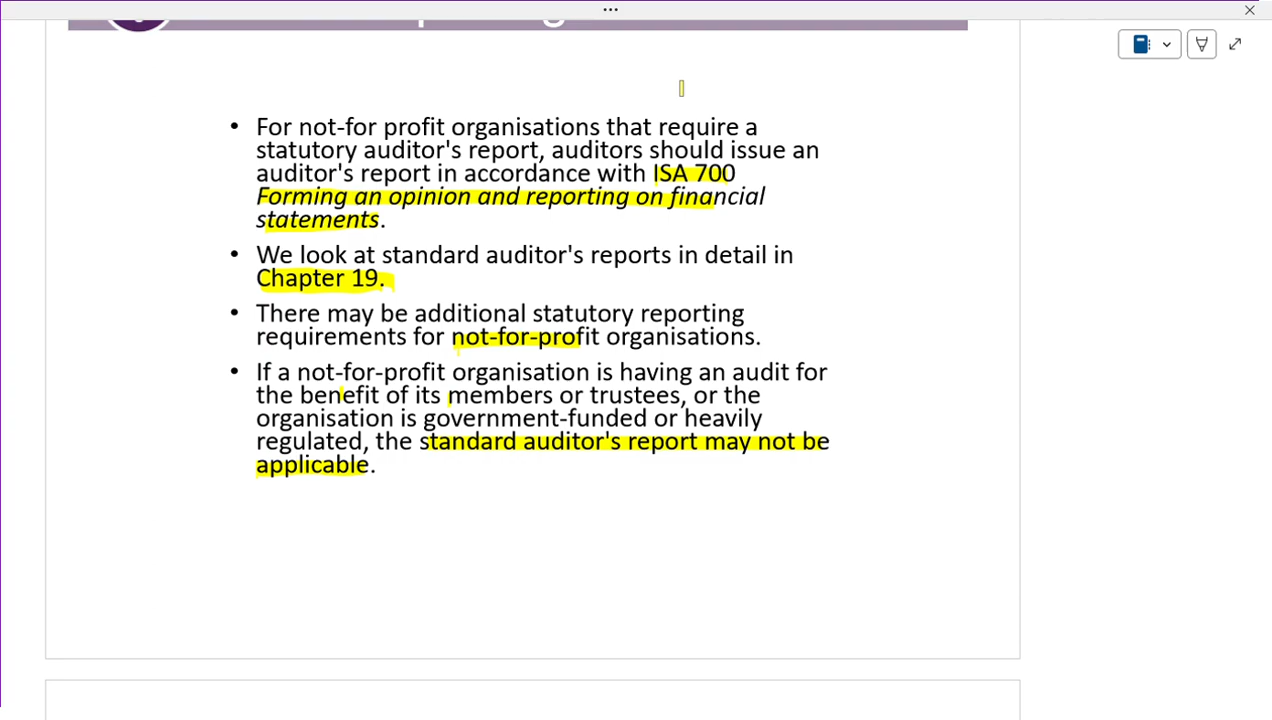 • For not-for profit organisations that require a
statutory auditor's report, auditors should issue an
auditor's report in accordance with ISA 700
Forming an opinion and reporting on financial
statements.
• We look at standard auditor's reports in detail in
Chapter 19.
• There may be additional statutory reporting
requirements for not-for-profit organisations.
• If a not-for-profit organisation is having an audit for
the benefit of its members or trustees, or the
organisation is government-funded or heavily
regulated, the standard auditor's report may not be
applicable.